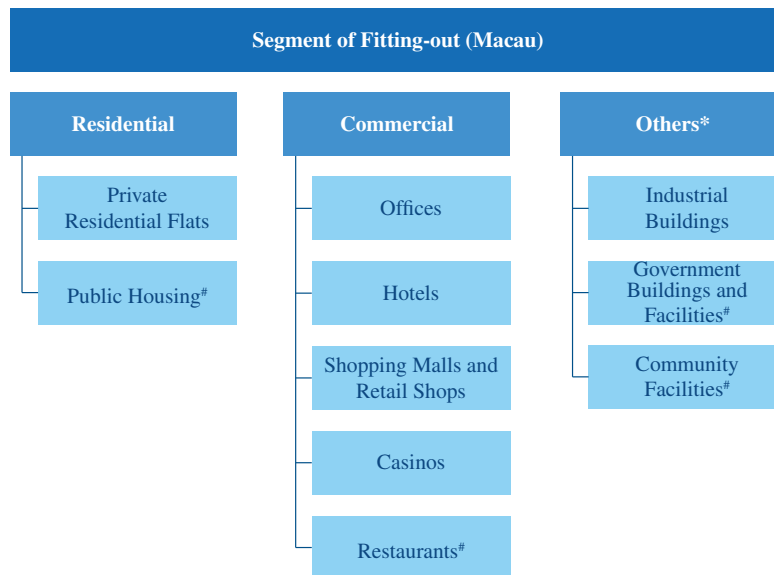 Segment of Fitting-out (Macau)
Residential
Private
Residential Flats
Public Housing#
Commercial
Offices
Hotels
Shopping Malls and
Retail Shops
Casinos
Restaurants#
Others*
Industrial
Buildings
Government
Buildings and
Facilities#
Community
Facilities#